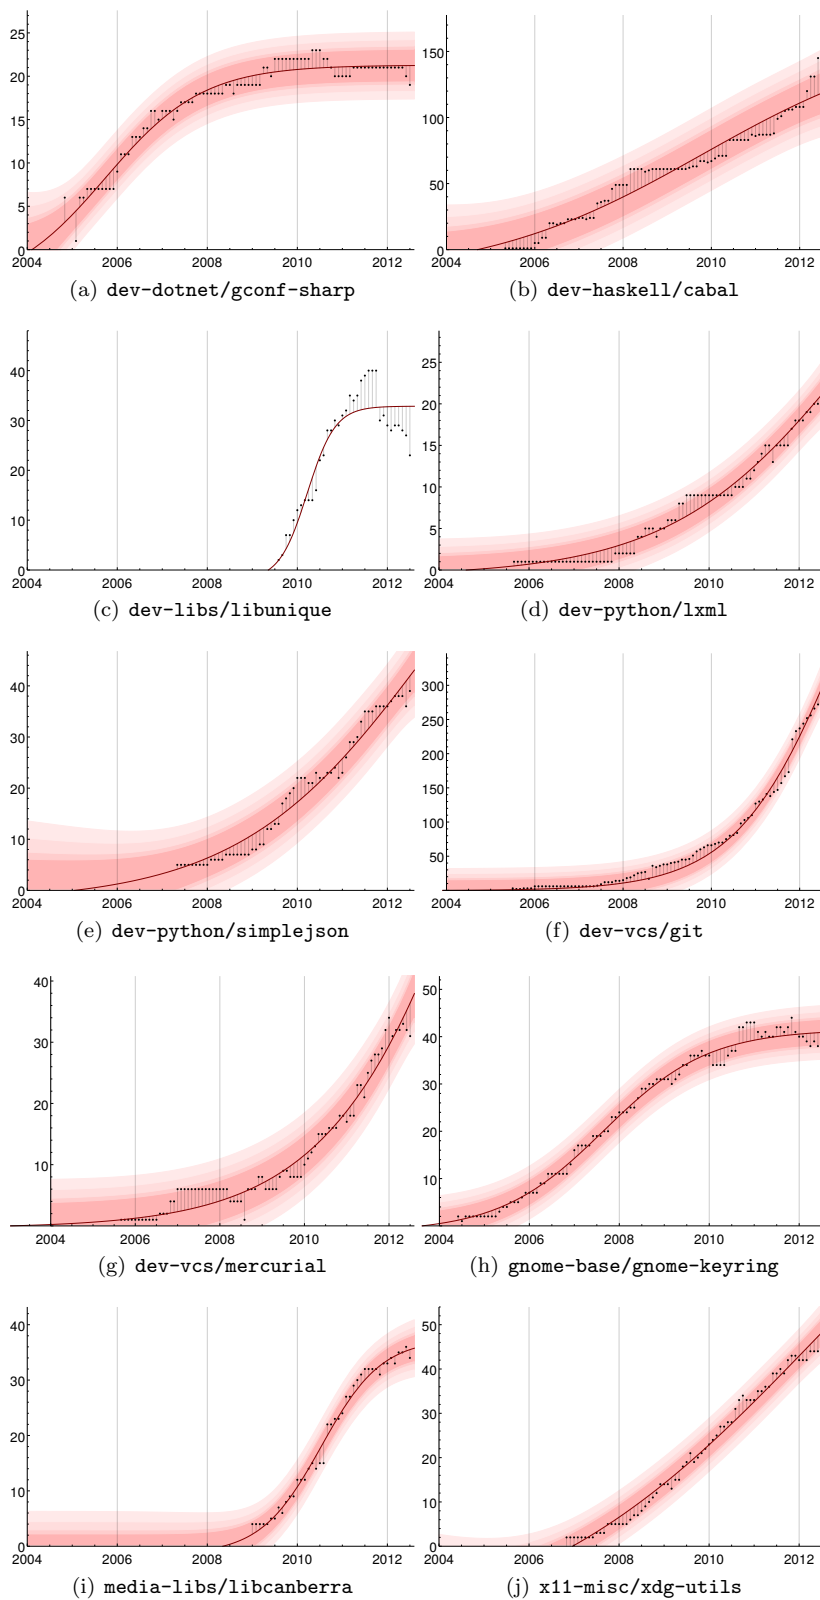 25
20
15
10
5
0
2004 2006 2008 2010 2012
(a) dev-dotnet/gconf-sharp
150
100
50
0
2004 2006 2008 2010 2012
(b) dev-haskell/cabal
40
30
20
10
0
2004 2006 2008 2010 2012
(c) dev-libs/libunique
25
20
15
10
5
0
2004 2006 2008 2010 2012
(d) dev-python/lxml
40
30
20
10
0
2004 2006 2008 2010 2012
(e) dev-python/simplejson
300
250
200
150
100
50
2004 2006 2008 2010 2012
(f) dev-vcs/git
40
30
20
10
2004 2006 2008 2010 2012
(g) dev-vcs/mercurial
50
40
30
20
10
2004 2006 2008 2010 2012
(h) gnome-base/gnome-keyring
40
30
20
10
0
2004 2006 2008 2010 2012
(i) media-libs/libcanberra
50
40
30
20
10
0
2004 2006 2008 2010 2012
(j) x11-misc/xdg-utils